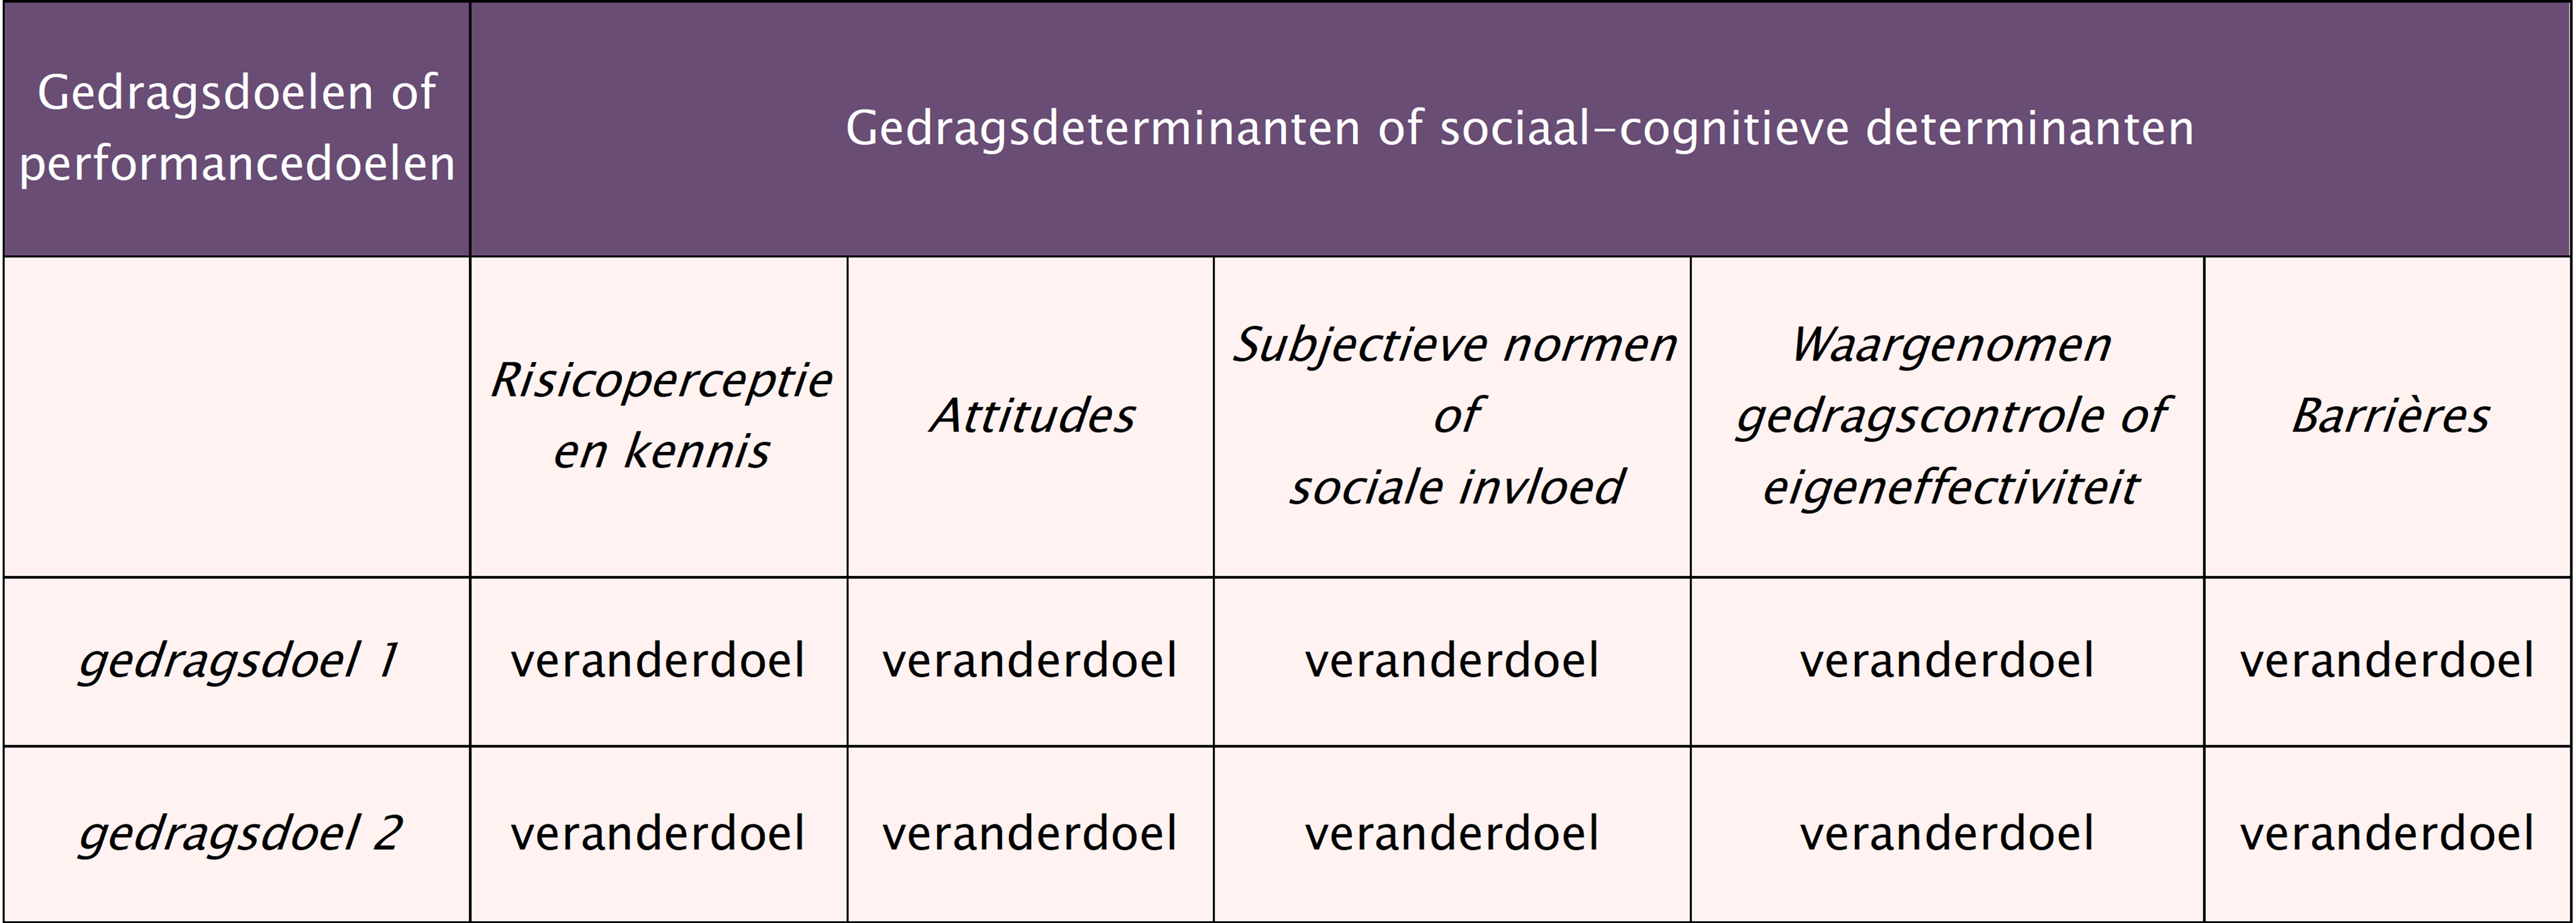 Gedragsdoelen of
performancedoelen
Gedragsdeterminanten of sociaal-cognitieve determinanten
Risicoperceptie
en kennis
Attitudes
Subjectieve normen
of
sociale invloed
Waargenomen
gedragscontrole of
eigeneffectiviteit
Barrières
gedragsdoel 1
veranderdoel
veranderdoel
veranderdoel
veranderdoel
veranderdoel
gedragsdoel 2
veranderdoel
veranderdoel
veranderdoel
veranderdoel
veranderdoel